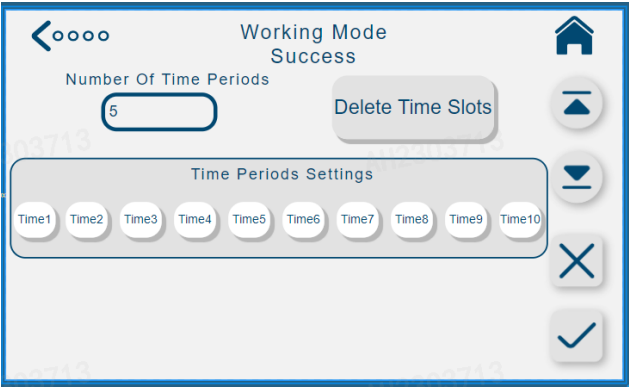 Working Mode
Success
Number Of Time Periods
5
Delete Time Slots
Time Periods Settings
Time1 Time2 Time3 Time4 Time5 Time6 Time7 Time8 Time9 Time10